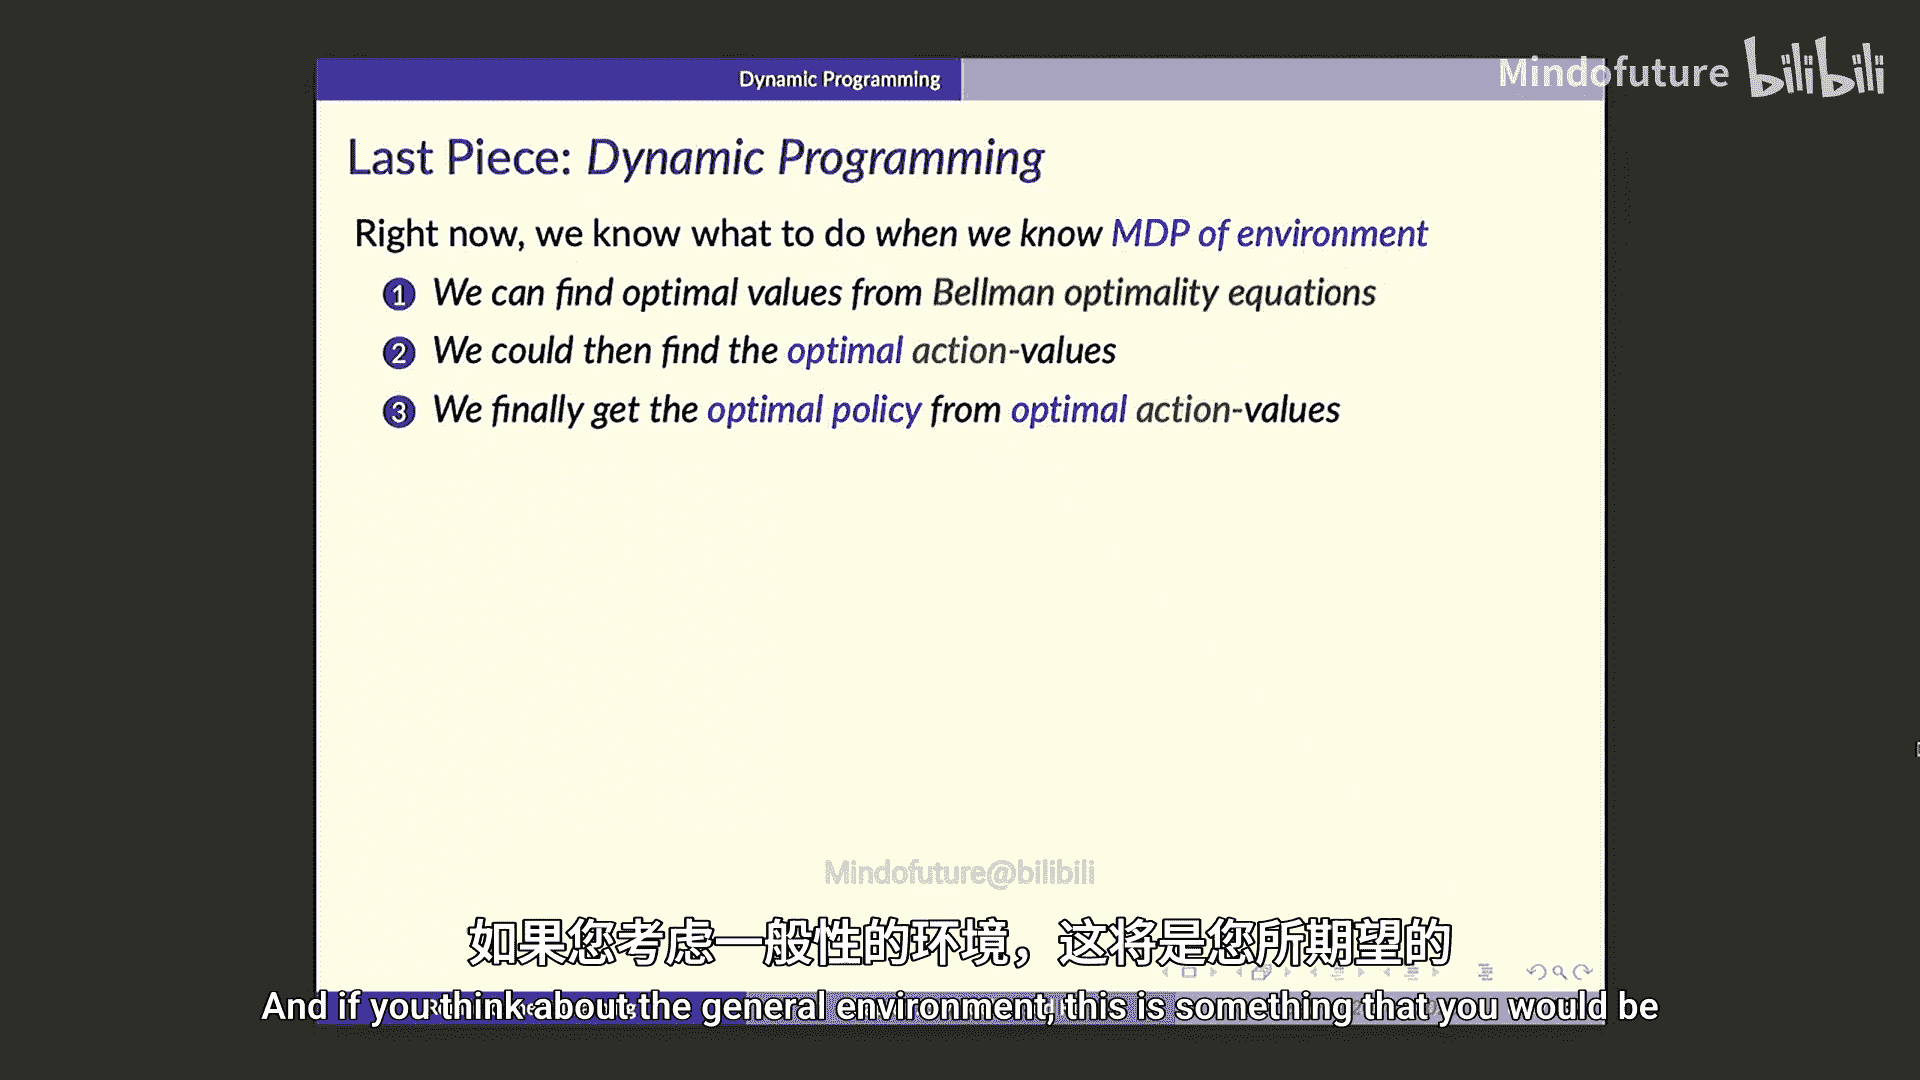 Dynamic Programming
Mindofuture bilibili
Last Piece: Dynamic Programming
Right now, we know what to do when we know MDP of environment
1 We can find optimal values from Bellman optimality equations
2 We could then find the optimal action-values
3 We finally get the optimal policy from optimal action-values
Mindofuture@bilibili
如果您考虑一般性的环境，这将是您所期望的
And if you think about the general environment, this is something that you would be